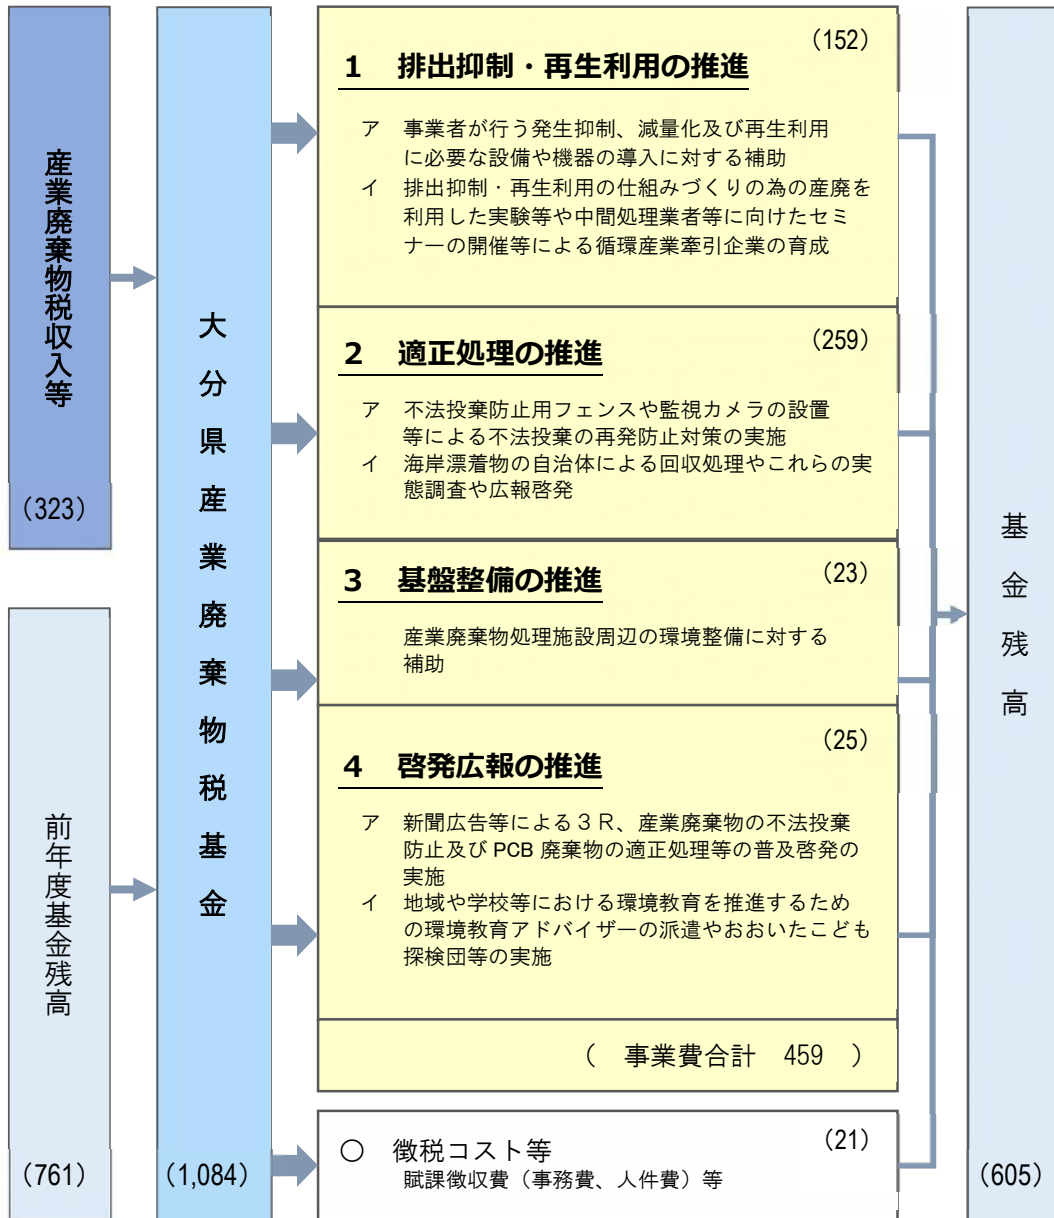 産業廃棄物税収入等
（323）
前年度基金残高
（761）
大分県産業廃棄物税基金
（1,084）
（152）
１　排出抑制・再生利用の推進
ア　事業者が行う発生抑制、減量化及び再生利用
に必要な設備や機器の導入に対する補助
イ　排出抑制・再生利用の仕組みづくりの為の産廃を
利用した実験等や中間処理業者等に向けたセミ
ナーの開催等による循環産業牽引企業の育成
（259）
２　適正処理の推進
ア　不法投棄防止用フェンスや監視カメラの設置
等による不法投棄の再発防止対策の実施
イ　海岸漂着物の自治体による回収処理やこれらの実
態調査や広報啓発
（23）
３　基盤整備の推進
産業廃棄物処理施設周辺の環境整備に対する
補助
（25）
４　啓発広報の推進
ア　新聞広告等による３Ｒ、産業廃棄物の不法投棄
防止及び PCB 廃棄物の適正処理等の普及啓発の
実施
イ　地域や学校等における環境教育を推進するため
の環境教育アドバイザーの派遣やおおいたこども
探検団等の実施
（　事業費合計　459　）
（21）
○　徴税コスト等
賦課徴収費（事務費、人件費）等
基金残高
（605）